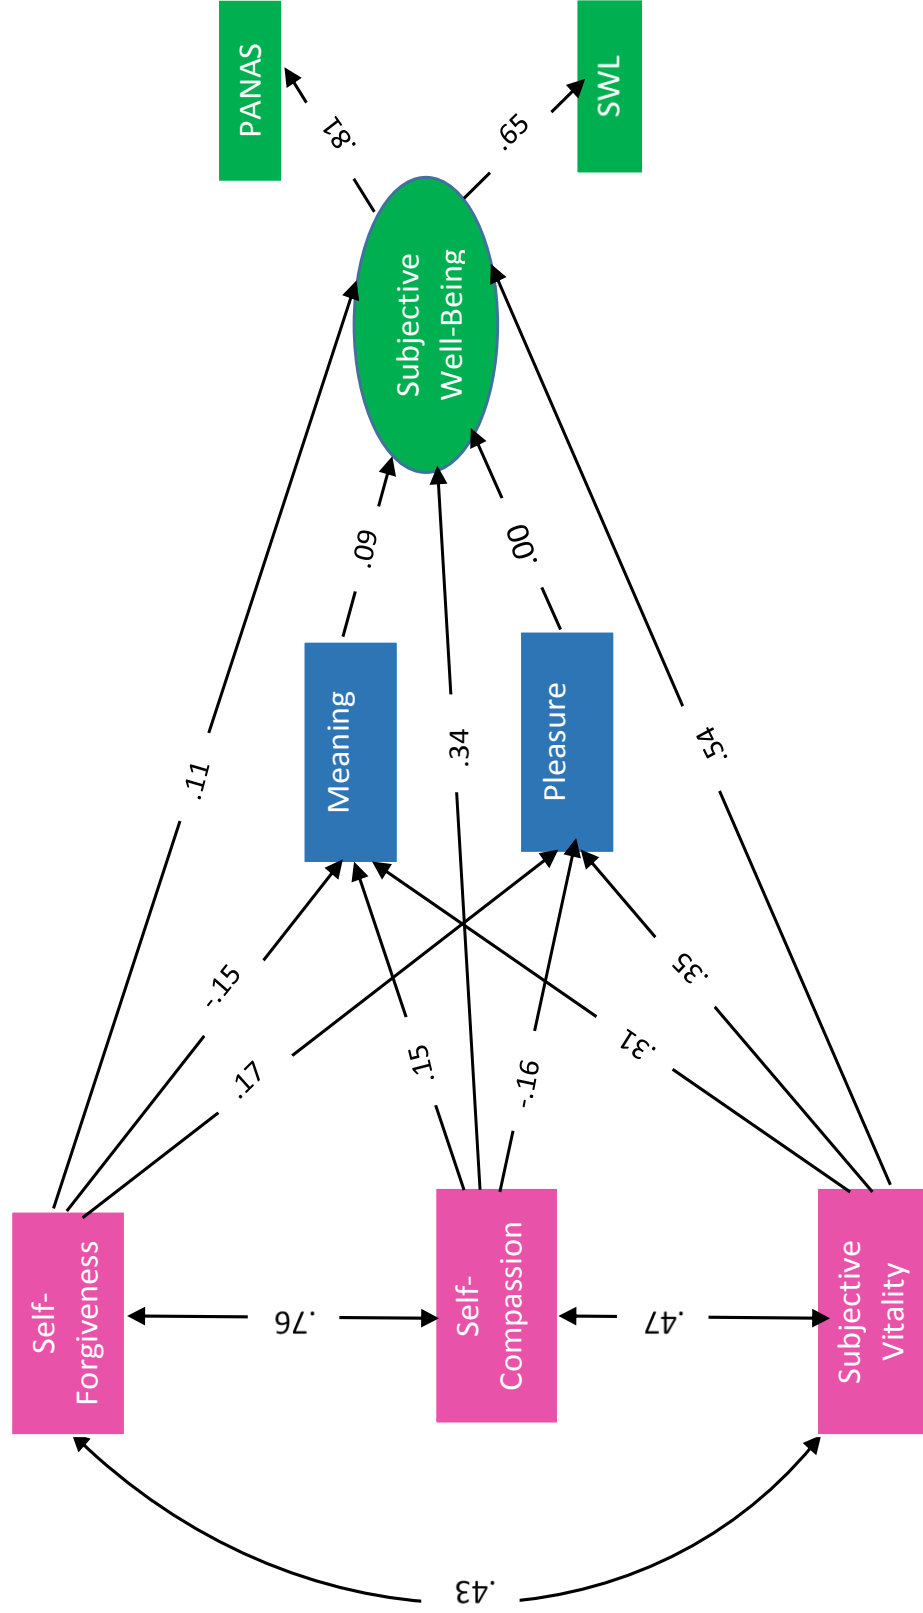 Self-
Forgiveness
Self-
Compassion
Subjective
Vitality
.43
.76
.47
.11
-.15
.17
.15
.34
-.16
.31
.35
.54
Meaning
Pleasure
.09
.00
Subjective
Well-Being
.81
.65
PANAS
SWL